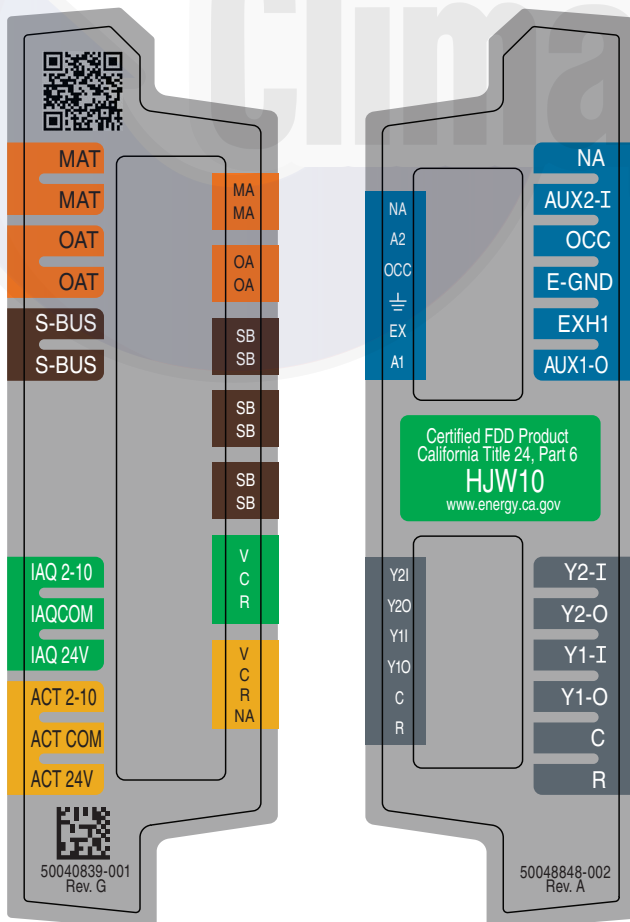 Clima
MAT
MAT
OAT
OAT
S-BUS
S-BUS
IAQ 2-10
IAQCOM
IAQ 24V
ACT 2-10
ACT COM
ACT 24V
50040839-001
Rev. G
MA
MA
OA
OA
SB
SB
SB
SB
SB
SB
V
C
R
V
C
R
NA
NA
A2
OCC
EX
A1
Certified FDD Product
California Title 24, Part 6
HJW10
www.energy.ca.gov
Y2I
Y2O
Y1I
Y1O
C
R
NA
AUX2-I
OCC
E-GND
EXH1
AUX1-O
Y2-I
Y2-O
Y1-I
Y1-O
C
R
50048848-002
Rev. A